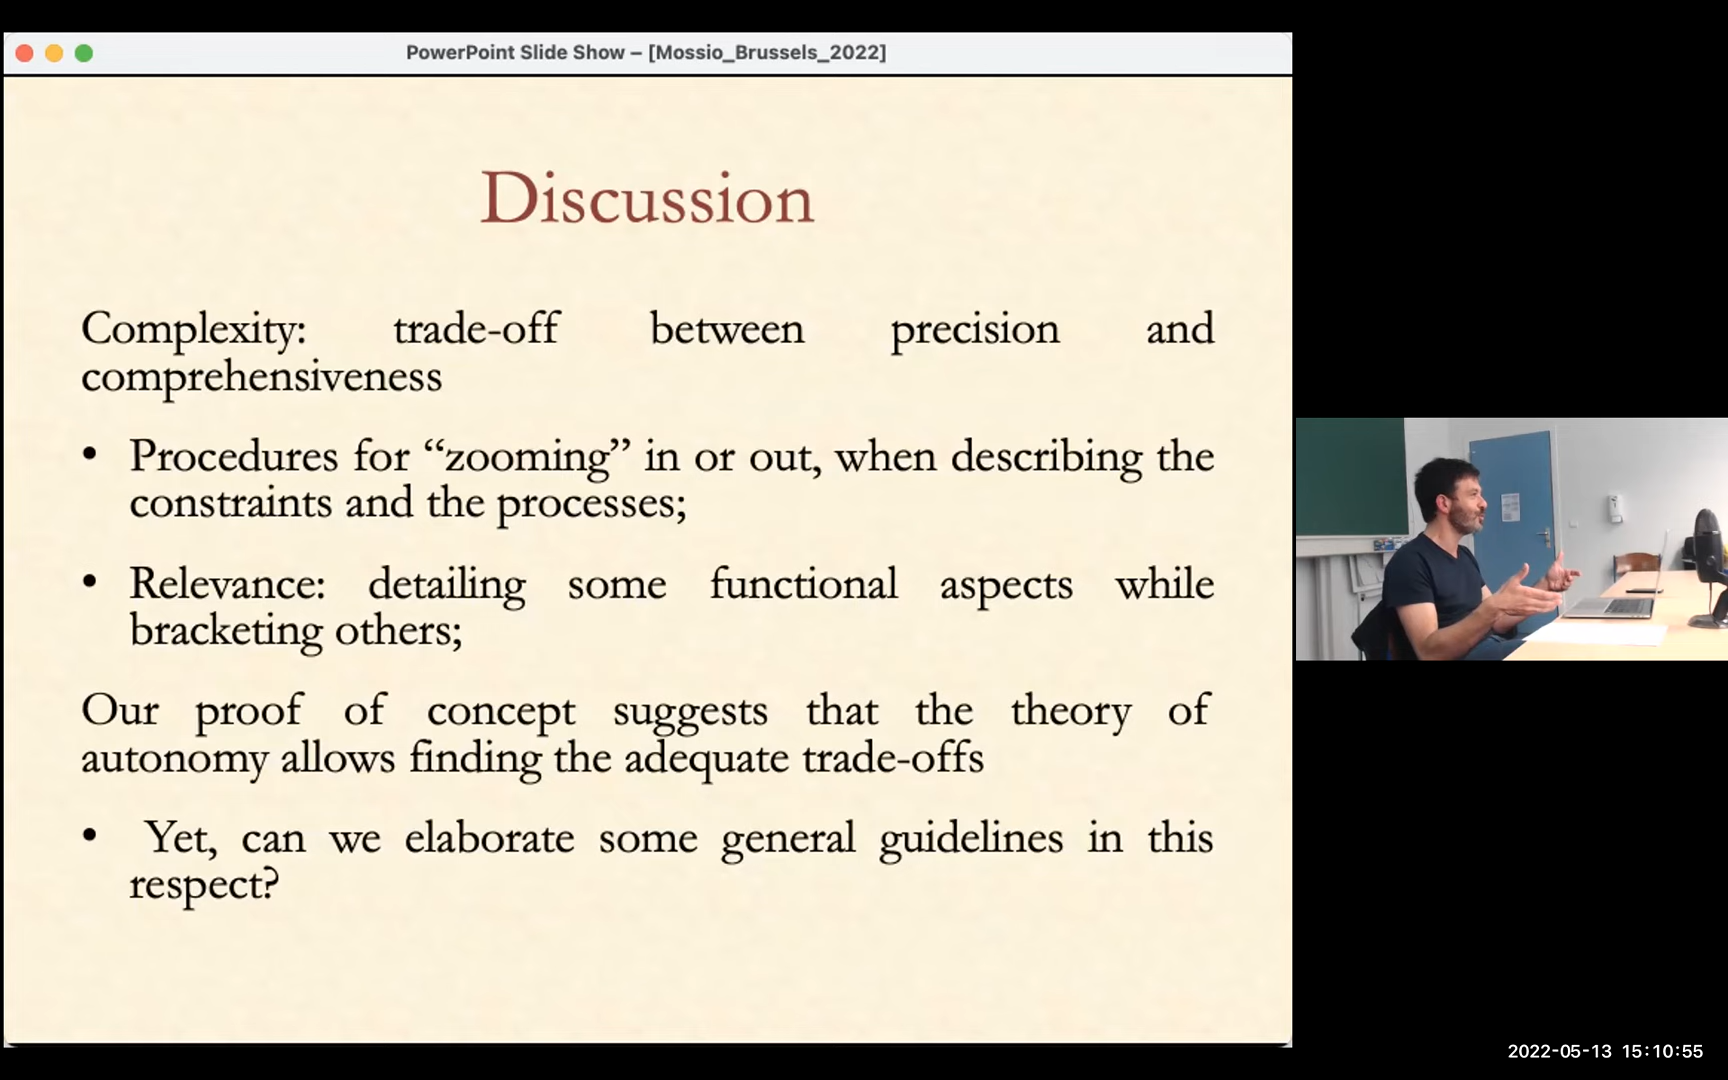 PowerPoint Slide Show – [Mossio_Brussels_2022]
Discussion
Complexity: trade-off between precision and
comprehensiveness
• Procedures for “zooming” in or out, when describing the
constraints and the processes;
• Relevance: detailing some functional aspects while
bracketing others;
Our proof of concept suggests that the theory of
autonomy allows finding the adequate trade-offs
• Yet, can we elaborate some general guidelines in this
respect?
2022-05-13 15:10:55